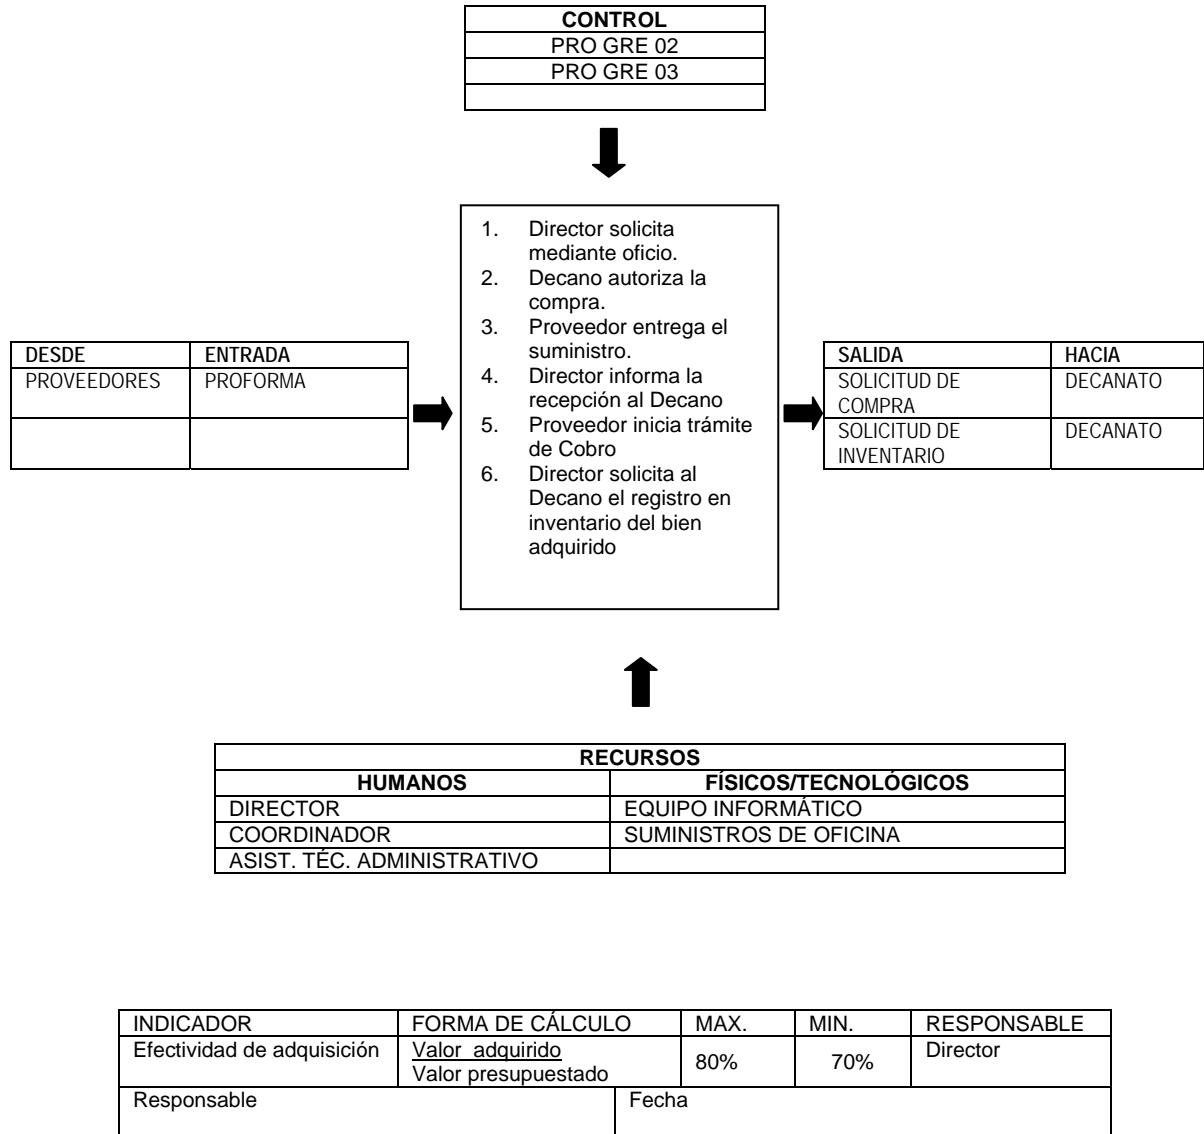 CONTROL
PRO GRE 02
PRO GRE 03
1. Director solicita
mediante oficio.
2. Decano autoriza la
compra.
3. Proveedor entrega el
suministro.
4. Director informa la
recepción al Decano
5. Proveedor inicia trámite
de Cobro
6. Director solicita al
Decano el registro en
inventario del bien
adquirido
DESDE ENTRADA
PROVEEDORES PROFORMA
SALIDA HACIA
SOLICITUD DE DECANATO
COMPRA
SOLICITUD DE DECANATO
INVENTARIO
RECURSOS
HUMANOS FÍSICOS/TECNOLÓGICOS
DIRECTOR EQUIPO INFORMÁTICO
COORDINADOR SUMINISTROS DE OFICINA
ASIST. TÉC. ADMINISTRATIVO
INDICADOR FORMA DE CÁLCULO MAX. MIN. RESPONSABLE
Efectividad de adquisición Valor adquirido 80% 70% Director
Valor presupuestado
Responsable Fecha